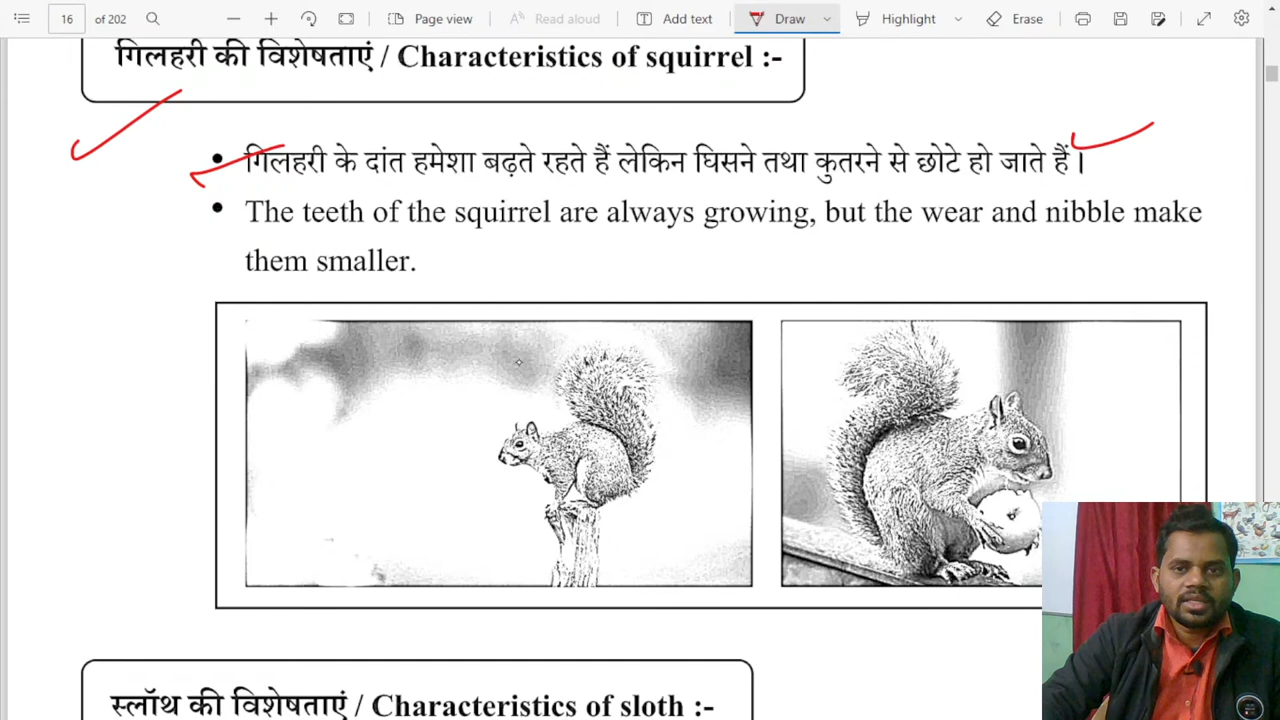 16 of 202 Page view Read aloud Add text Draw Highlight Erase
गिलहरी की विशेषताएं / Characteristics of squirrel :-
• गिलहरी के दांत हमेशा बढ़ते रहते हैं लेकिन घिसने तथा कुतरने से छोटे हो जाते हैं।
• The teeth of the squirrel are always growing, but the wear and nibble make
them smaller.
स्लॉथ की विशेषताएं / Characteristics of sloth :-